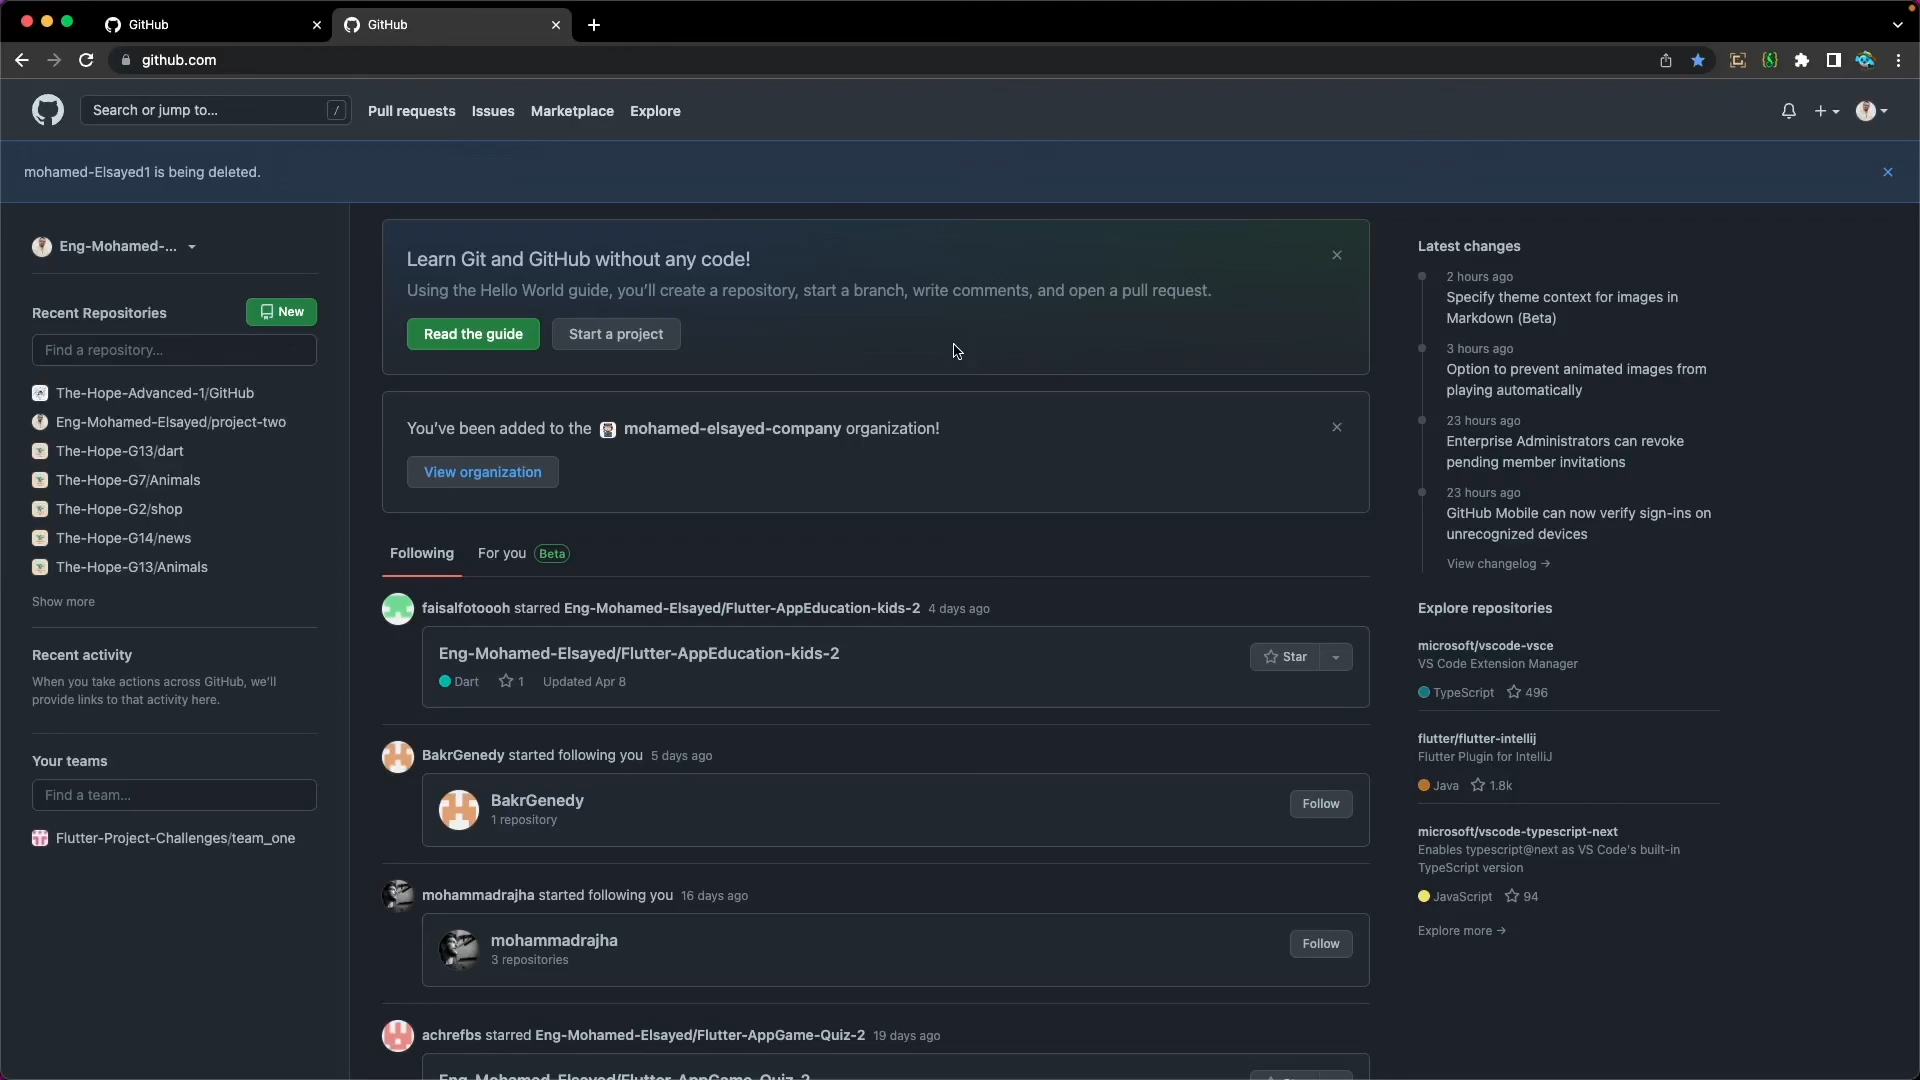 GitHub
GitHub
github.com
Search or jump to...
/
Pull requests
Issues
Marketplace
Explore
mohamed-Elsayed1 is being deleted.
Eng-Mohamed-...
Recent Repositories
New
Find a repository...
The-Hope-Advanced-1/GitHub
Eng-Mohamed-Elsayed/project-two
The-Hope-G13/dart
The-Hope-G7/Animals
The-Hope-G2/shop
The-Hope-G14/news
The-Hope-G13/Animals
Show more
Recent activity
When you take actions across GitHub, we'll
provide links to that activity here.
Your teams
Find a team...
Flutter-Project-Challenges/team_one
Learn Git and GitHub without any code!
Using the Hello World guide, you'll create a repository, start a branch, write comments, and open a pull request.
Read the guide
Start a project
You've been added to the mohamed-elsayed-company organization!
View organization
Following
For you Beta
faisalfotoooh starred Eng-Mohamed-Elsayed/Flutter-AppEducation-kids-2 4 days ago
Eng-Mohamed-Elsayed/Flutter-AppEducation-kids-2
Star
Dart 1 Updated Apr 8
BakrGenedy started following you 5 days ago
BakrGenedy
1 repository
Follow
mohammadrajha started following you 16 days ago
mohammadrajha
3 repositories
Follow
achrefbs starred Eng-Mohamed-Elsayed/Flutter-AppGame-Quiz-2 19 days ago
Eng-Mohamed-Elsayed/Flutter-AppGame-Quiz-2
Latest changes
2 hours ago
Specify theme context for images in
Markdown (Beta)
3 hours ago
Option to prevent animated images from
playing automatically
23 hours ago
Enterprise Administrators can revoke
pending member invitations
23 hours ago
GitHub Mobile can now verify sign-ins on
unrecognized devices
View changelog →
Explore repositories
microsoft/vscode-vsce
VS Code Extension Manager
TypeScript 496
flutter/flutter-intellij
Flutter Plugin for IntelliJ
Java 1.8k
microsoft/vscode-typescript-next
Enables typescript@next as VS Code's built-in
TypeScript version
JavaScript 94
Explore more →